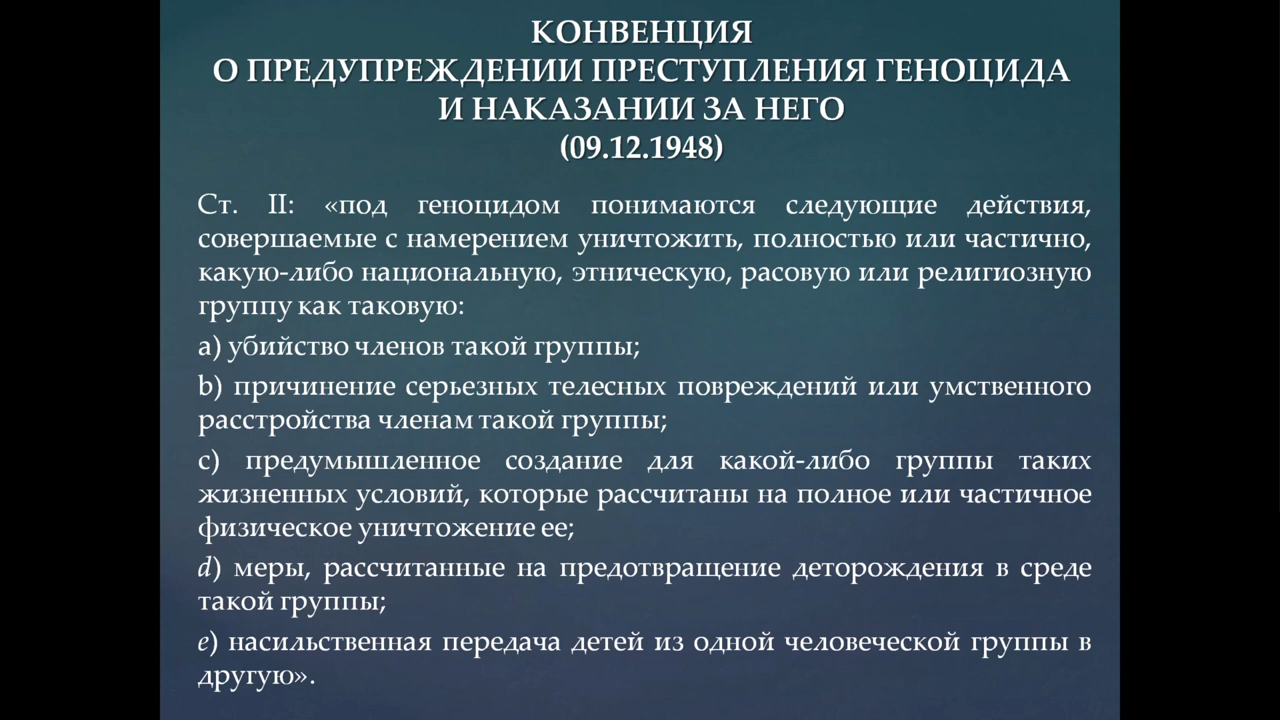 КОНВЕНЦИЯ
О ПРЕДУПРЕЖДЕНИИ ПРЕСТУПЛЕНИЯ ГЕНОЦИДА
И НАКАЗАНИИ ЗА НЕГО
(09.12.1948)
Ст. II: «под геноцидом понимаются следующие действия,
совершаемые с намерением уничтожить, полностью или частично,
какую-либо национальную, этническую, расовую или религиозную
группу как таковую:
a) убийство членов такой группы;
b) причинение серьезных телесных повреждений или умственного
расстройства членам такой группы;
c) предумышленное создание для какой-либо группы таких
жизненных условий, которые рассчитаны на полное или частичное
физическое уничтожение ее;
d) меры, рассчитанные на предотвращение деторождения в среде
такой группы;
e) насильственная передача детей из одной человеческой группы в
другую».